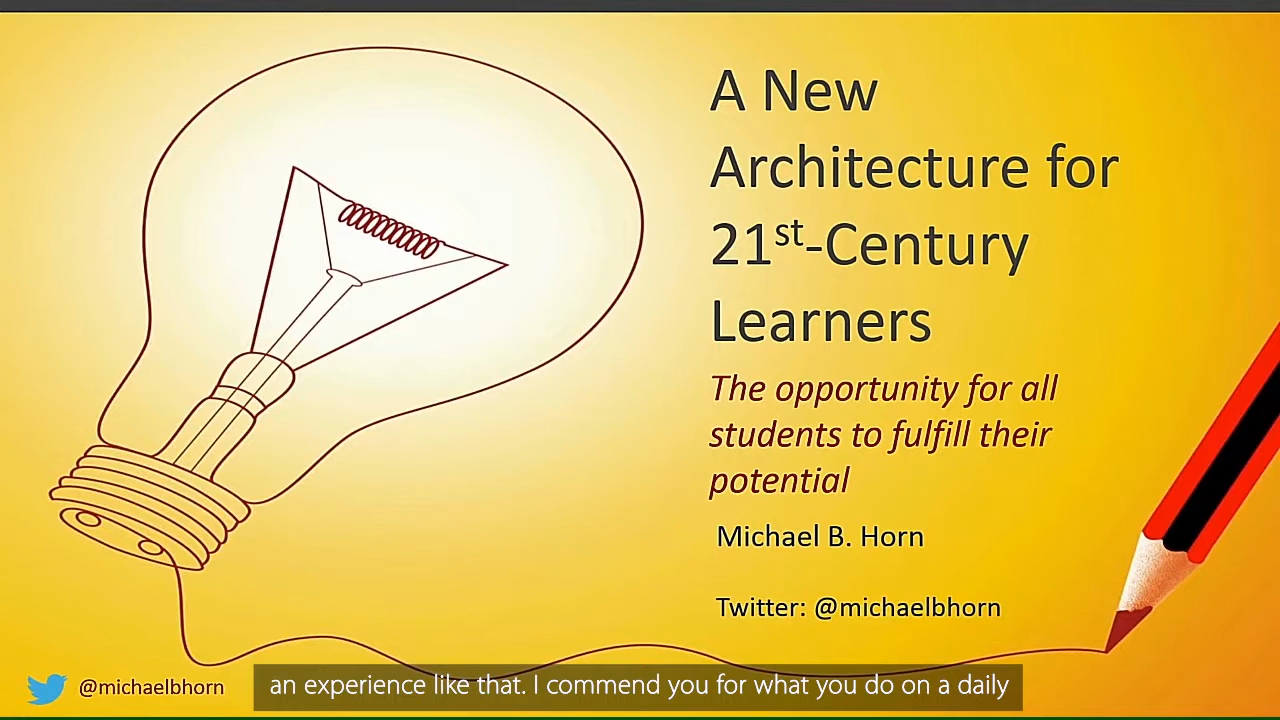 A New
Architecture for
21st-Century
Learners
The opportunity for all
students to fulfill their
potential
Michael B. Horn
Twitter: @michaelbhorn
@michaelbhorn
an experience like that. I commend you for what you do on a daily